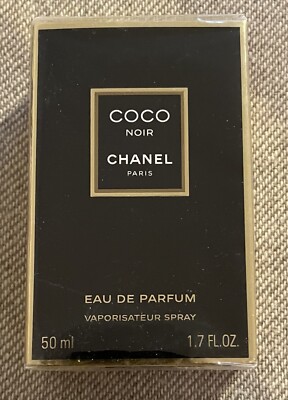 COCO
NOIR
CHANEL
PARIS
EAU DE PARFUM
VAPORISATEUR SPRAY
50 ml 1.7 FL.OZ.